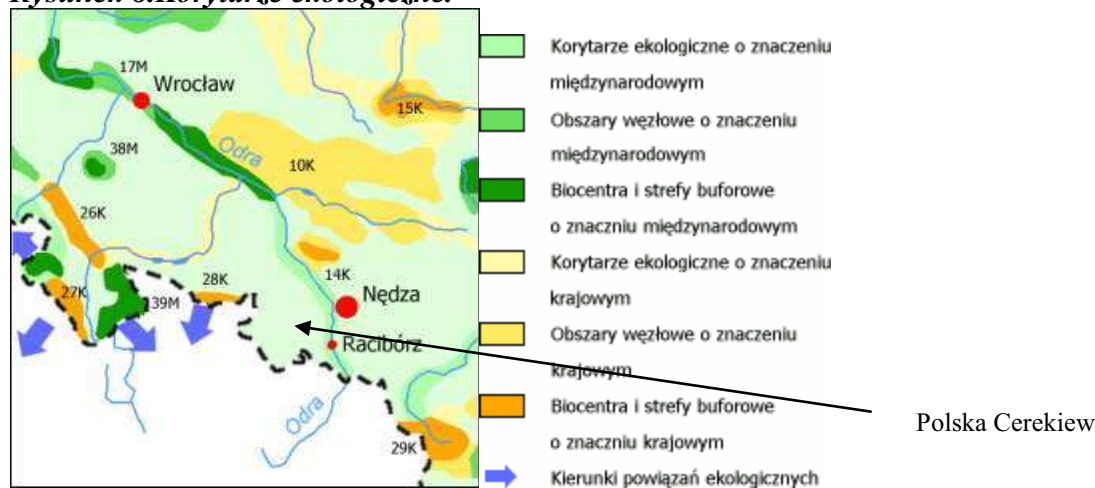 Rysunek 6.Korytarze ekologiczne.
17M
Wrocław
15K
38M
Odra
10K
26K
14K
28K
Nędza
27K
39M
Racibórz
Odra
29K
Korytarze ekologiczne o znaczeniu
międzynarodowym
Obszary węzłowe o znaczeniu
międzynarodowym
Biocentra i strefy buforowe
o znaczniu międzynarodowym
Korytarze ekologiczne o znaczeniu
krajowym
Obszary węzłowe o znaczeniu
krajowym
Biocentra i strefy buforowe
o znaczniu krajowym
Kierunki powiązań ekologicznych
Polska Cerekiew